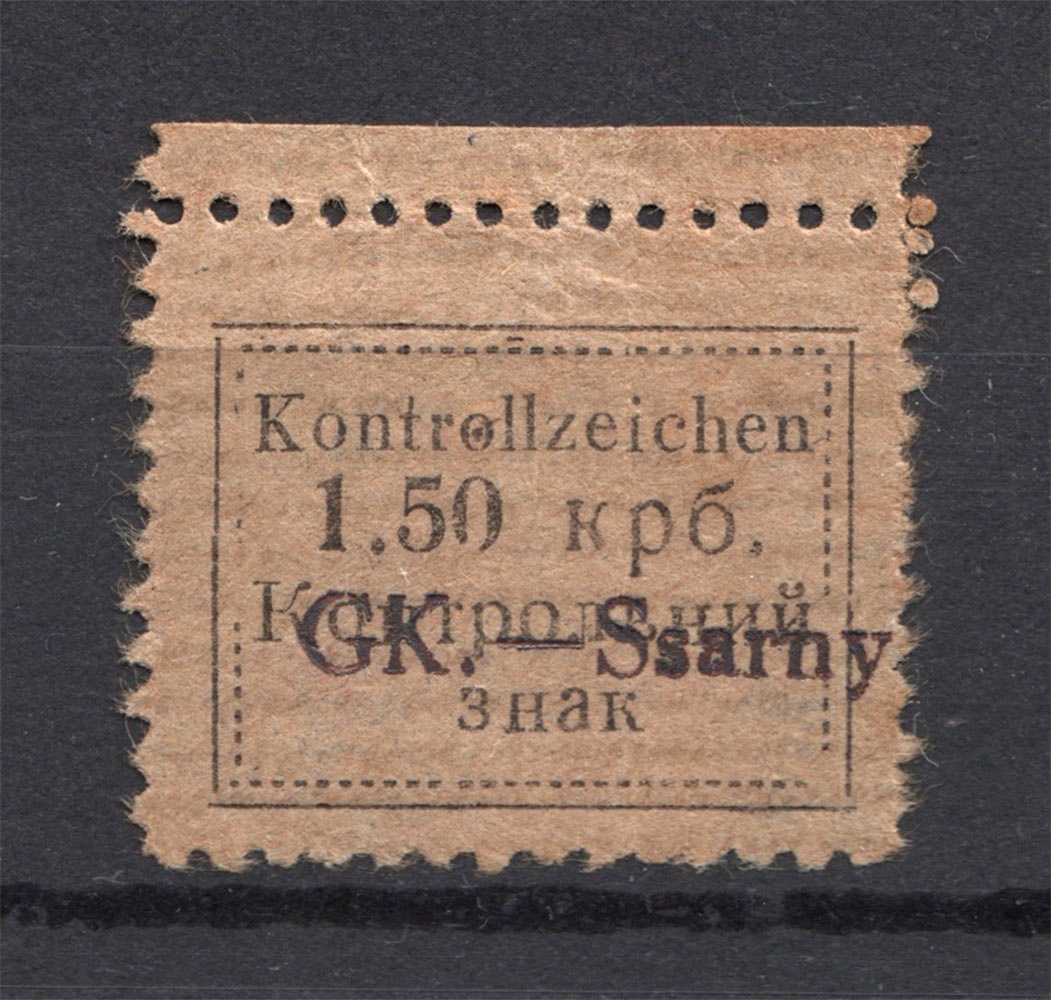 Kontrollzeichen
1.50 крб.
Контрольний
GK. — Ssarny
знак